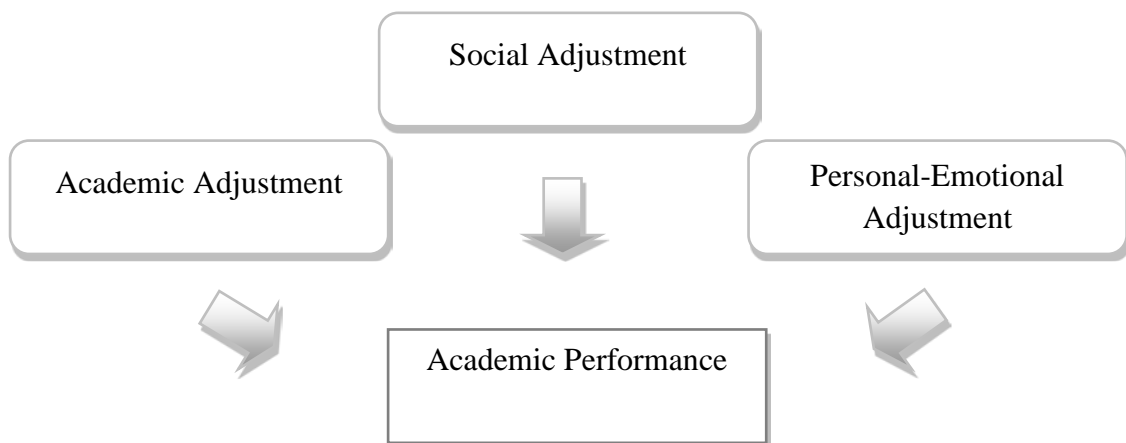 Social Adjustment
Academic Adjustment
Personal-Emotional
Adjustment
Academic Performance